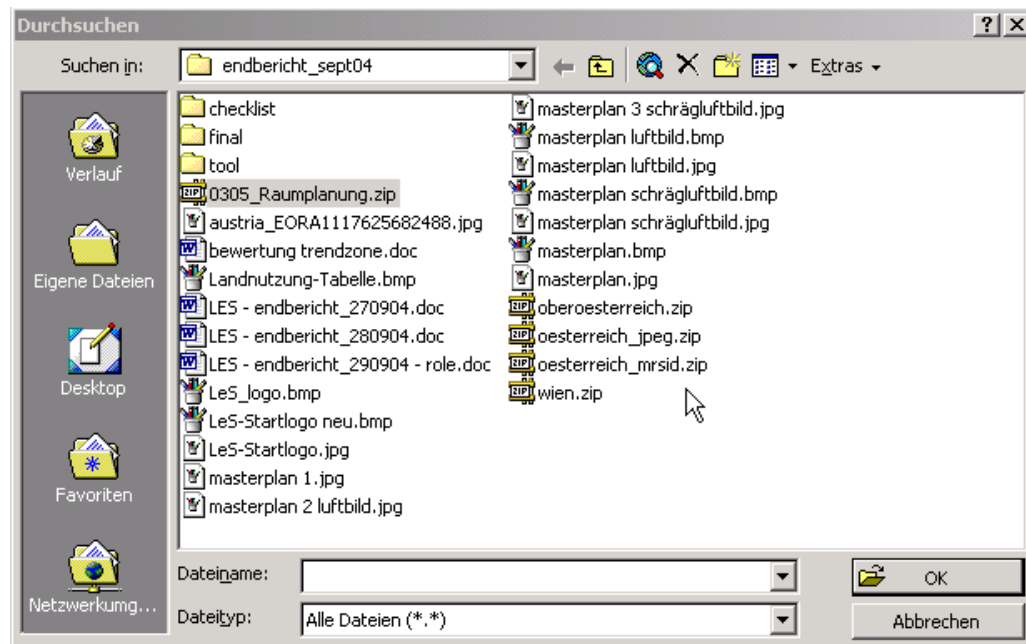 Durchsuchen
Suchen in:
endbericht_sept04
Extras
Verlauf
Eigene Dateien
Desktop
Favoriten
Netzwerkumg...
checklist
final
tool
0305_Raumplanung.zip
austria_EORA1117625682488.jpg
bewertung trendzone.doc
Landnutzung-Tabelle.bmp
LES - endbericht_270904.doc
LES - endbericht_280904.doc
LES - endbericht_290904 - role.doc
LeS_logo.bmp
LeS-Startlogo neu.bmp
LeS-Startlogo.jpg
masterplan 1.jpg
masterplan 2 luftbild.jpg
masterplan 3 schrägluftbild.jpg
masterplan luftbild.bmp
masterplan luftbild.jpg
masterplan schrägluftbild.bmp
masterplan schrägluftbild.jpg
masterplan.bmp
masterplan.jpg
oberoesterreich.zip
oesterreich_jpeg.zip
oesterreich_mrsid.zip
wien.zip
Dateiname:
OK
Dateityp:
Alle Dateien (*.*)
Abbrechen